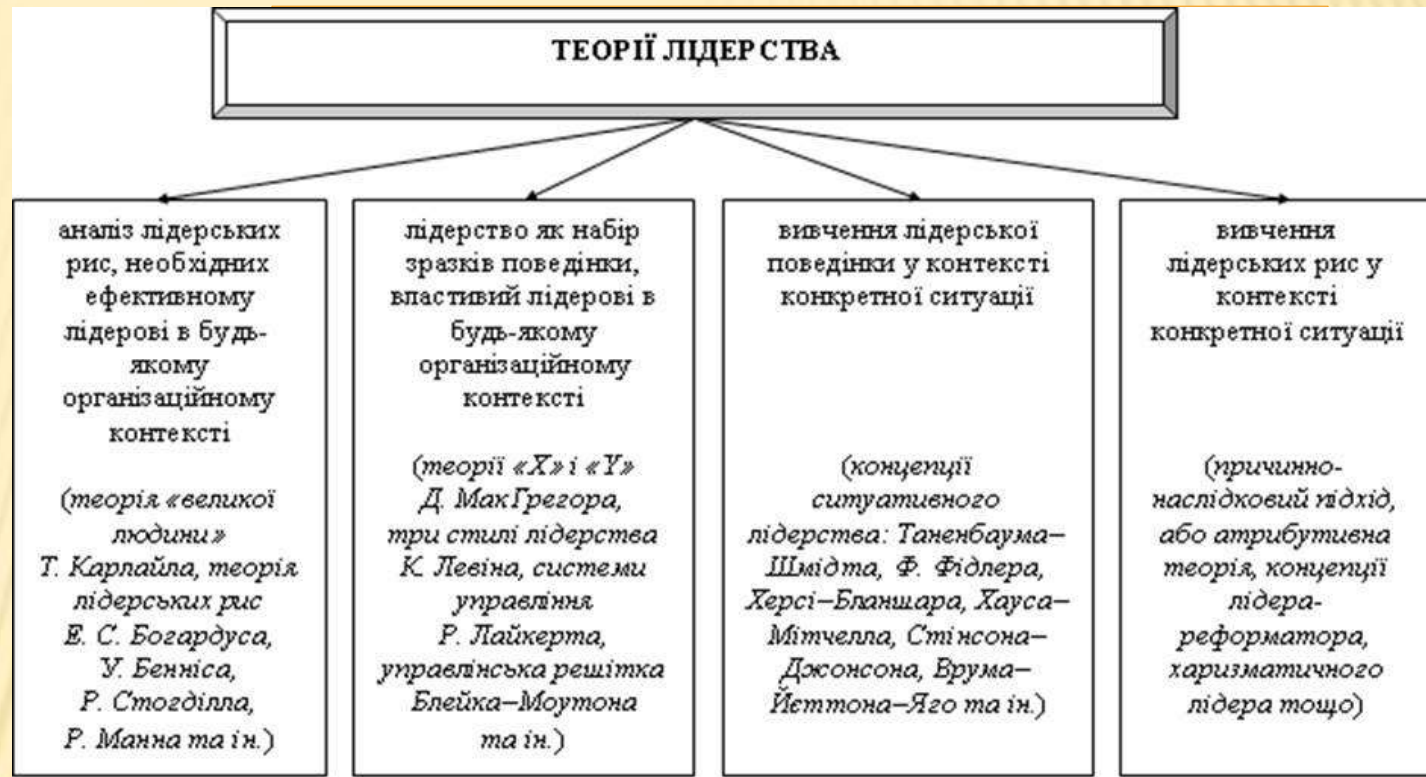 ТЕОРІЇ ЛІДЕРСТВА
аналіз лідерських
рис, необхідних
ефективному
лідерові в будь-
якому
організаційному
контексті
(теорія «великої
людини»
Т. Карлайла, теорія
лідерських рис
Е. С. Богардуса,
У. Бенніса,
Р. Стогділла,
Р. Манна та ін.)
лідерство як набір
зразків поведінки,
властивий лідерові в
будь-якому
організаційному
контексті
(теорії «X» і «Y»
Д. МакГрегора,
три стилі лідерства
К. Левіна, системи
управління
Р. Лайкерта,
управлінська решітка
Блейка–Моутона
та ін.)
вивчення лідерської
поведінки у контексті
конкретної ситуації
(концепції
ситуативного
лідерства: Таненбаума–
Шмідта, Ф. Фідлера,
Херсі–Бланшара, Хауса–
Мітчелла, Стінсона–
Джонсона, Врума–
Йєттона–Яго та ін.)
вивчення
лідерських рис у
контексті
конкретної ситуації
(причинно-
наслідковий підхід,
або атрибутивна
теорія, концепції
лідера-
реформатора,
харизматичного
лідера тощо)